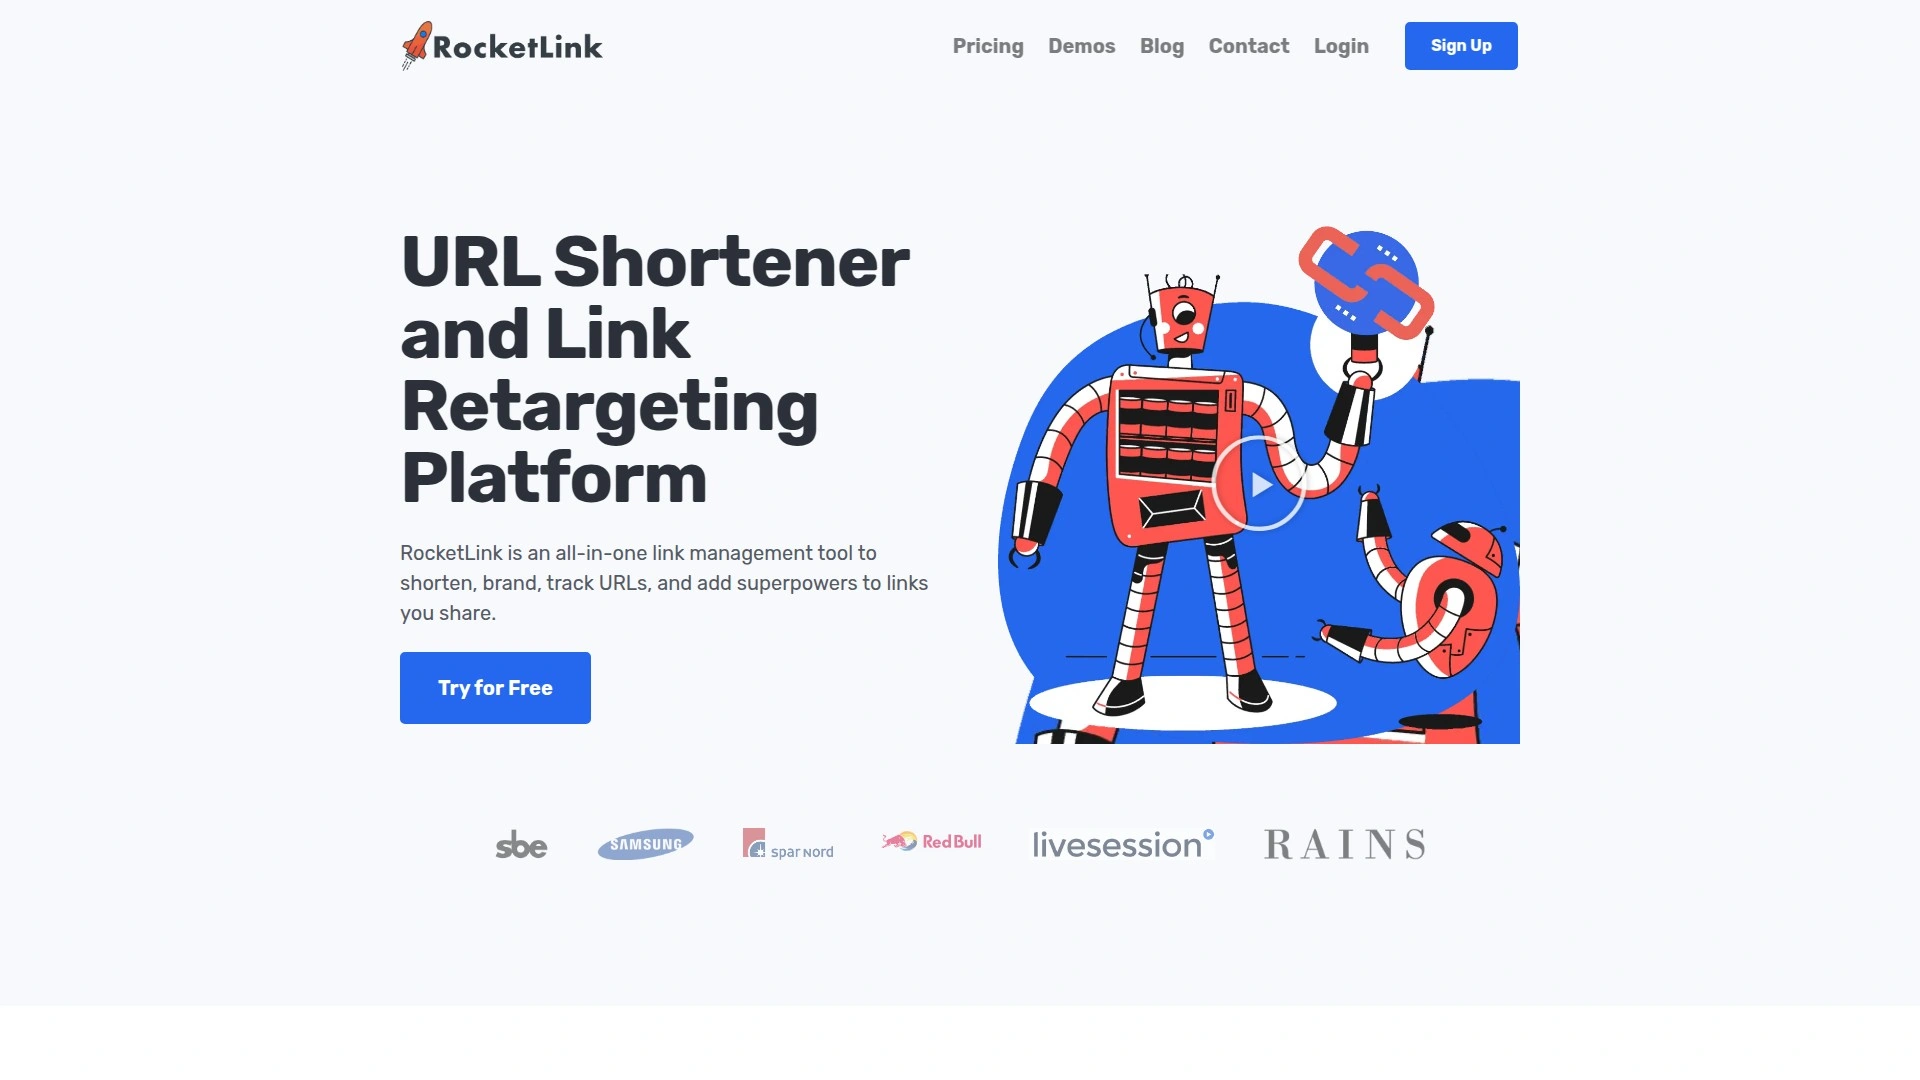 RocketLink
Pricing Demos Blog Contact Login Sign Up
URL Shortener
and Link
Retargeting
Platform
RocketLink is an all-in-one link management tool to
shorten, brand, track URLs, and add superpowers to links
you share.
Try for Free
sbe SAMSUNG spar nord Red Bull livesession RAINS